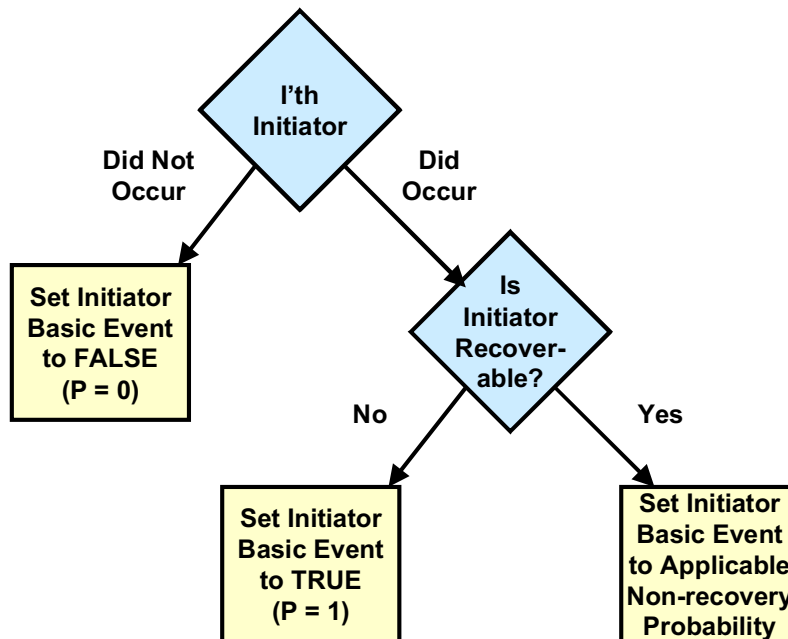 I'th
Initiator
Did Not
Occur
Did
Occur
Set Initiator
Basic Event
to FALSE
(P = 0)
Is
Initiator
Recover-
able?
No
Yes
Set Initiator
Basic Event
to TRUE
(P = 1)
Set Initiator
Basic Event
to Applicable
Non-recovery
Probability